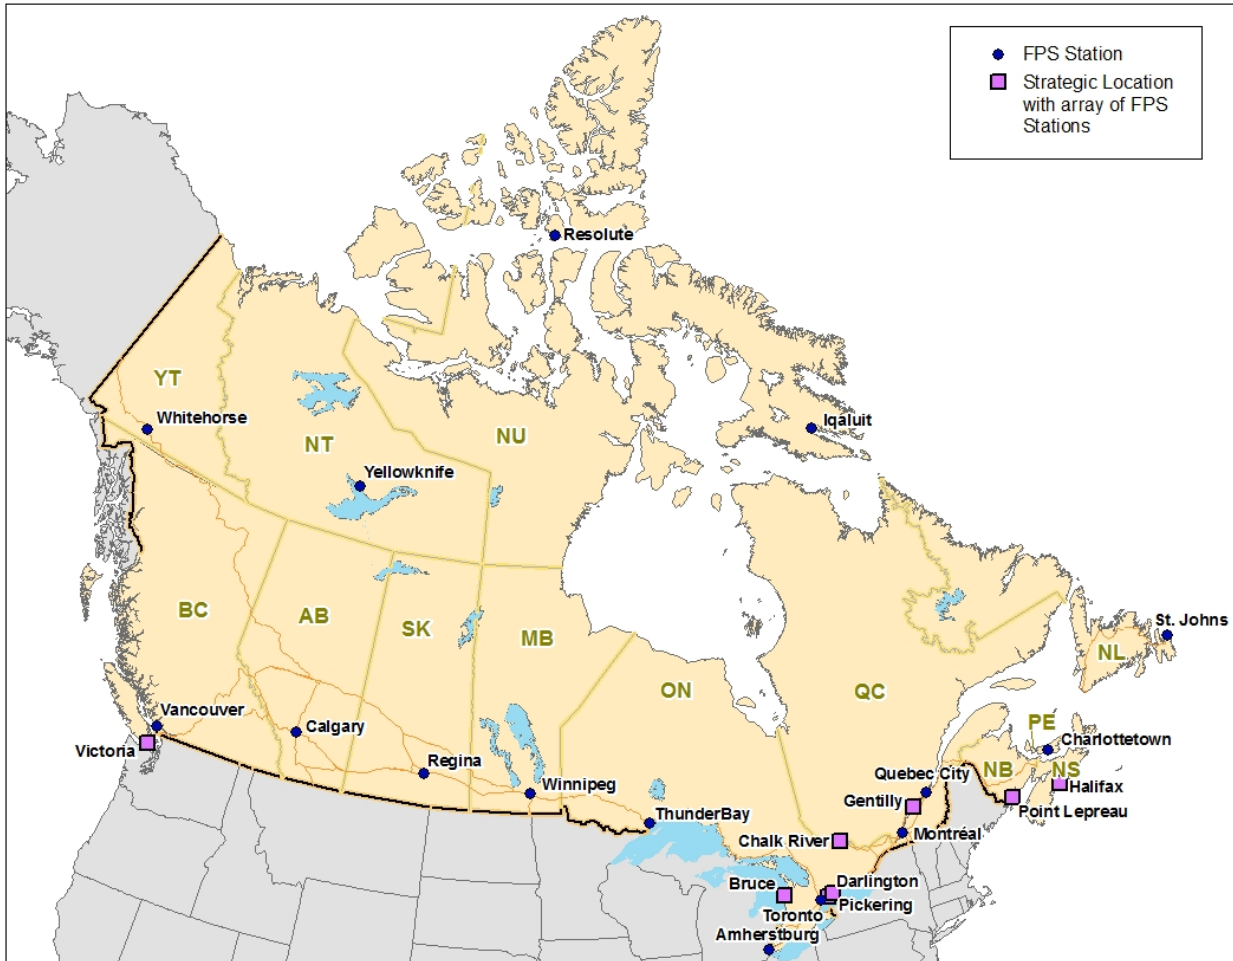 FPS Station
Strategic Location
with array of FPS
Stations
Resolute
YT
Whitehorse
Iqaluit
NT
NU
Yellowknife
BC
AB
SK
MB
St. Johns
NL
ON
QC
Vancouver
PE
Calgary
Victoria
Charlottetown
Regina
NB
NS
Quebec City
Winnipeg
Halifax
Gentilly
Point Lepreau
ThunderBay
Montréal
Chalk River
Bruce
Darlington
Pickering
Toronto
Amherstburg